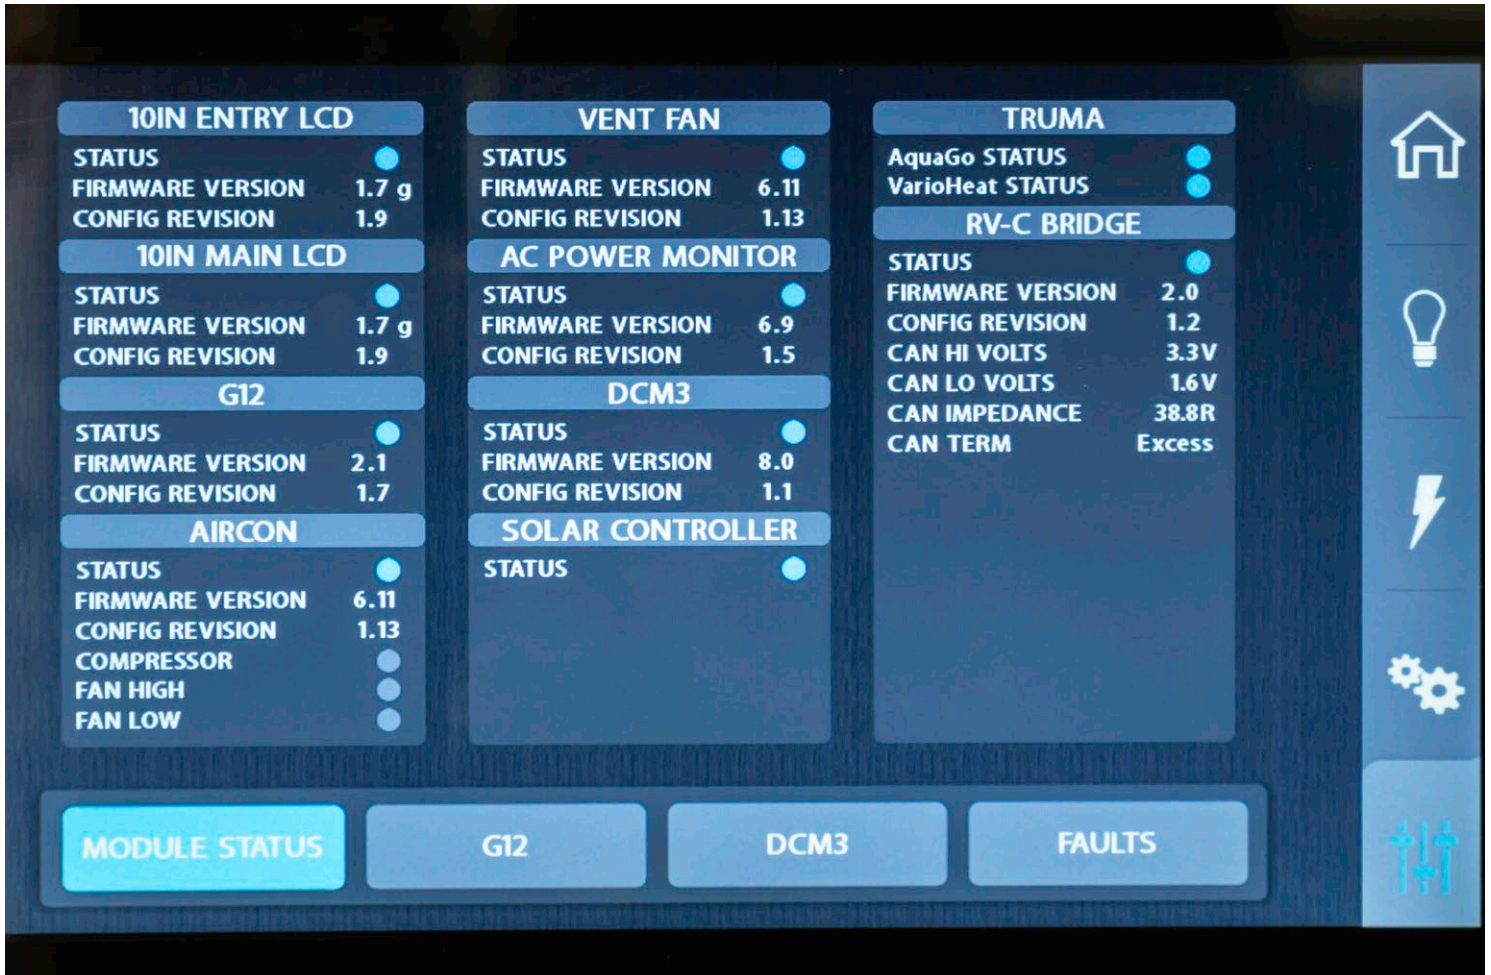 10IN ENTRY LCD
STATUS
FIRMWARE VERSION 1.7 g
CONFIG REVISION 1.9
10IN MAIN LCD
STATUS
FIRMWARE VERSION 1.7 g
CONFIG REVISION 1.9
G12
STATUS
FIRMWARE VERSION 2.1
CONFIG REVISION 1.7
AIRCON
STATUS
FIRMWARE VERSION 6.11
CONFIG REVISION 1.13
COMPRESSOR
FAN HIGH
FAN LOW
VENT FAN
STATUS
FIRMWARE VERSION 6.11
CONFIG REVISION 1.13
AC POWER MONITOR
STATUS
FIRMWARE VERSION 6.9
CONFIG REVISION 1.5
DCM3
STATUS
FIRMWARE VERSION 8.0
CONFIG REVISION 1.1
SOLAR CONTROLLER
STATUS
TRUMA
AquaGo STATUS
VarioHeat STATUS
RV-C BRIDGE
STATUS
FIRMWARE VERSION 2.0
CONFIG REVISION 1.2
CAN HI VOLTS 3.3V
CAN LO VOLTS 1.6V
CAN IMPEDANCE 38.8R
CAN TERM Excess
MODULE STATUS
G12
DCM3
FAULTS